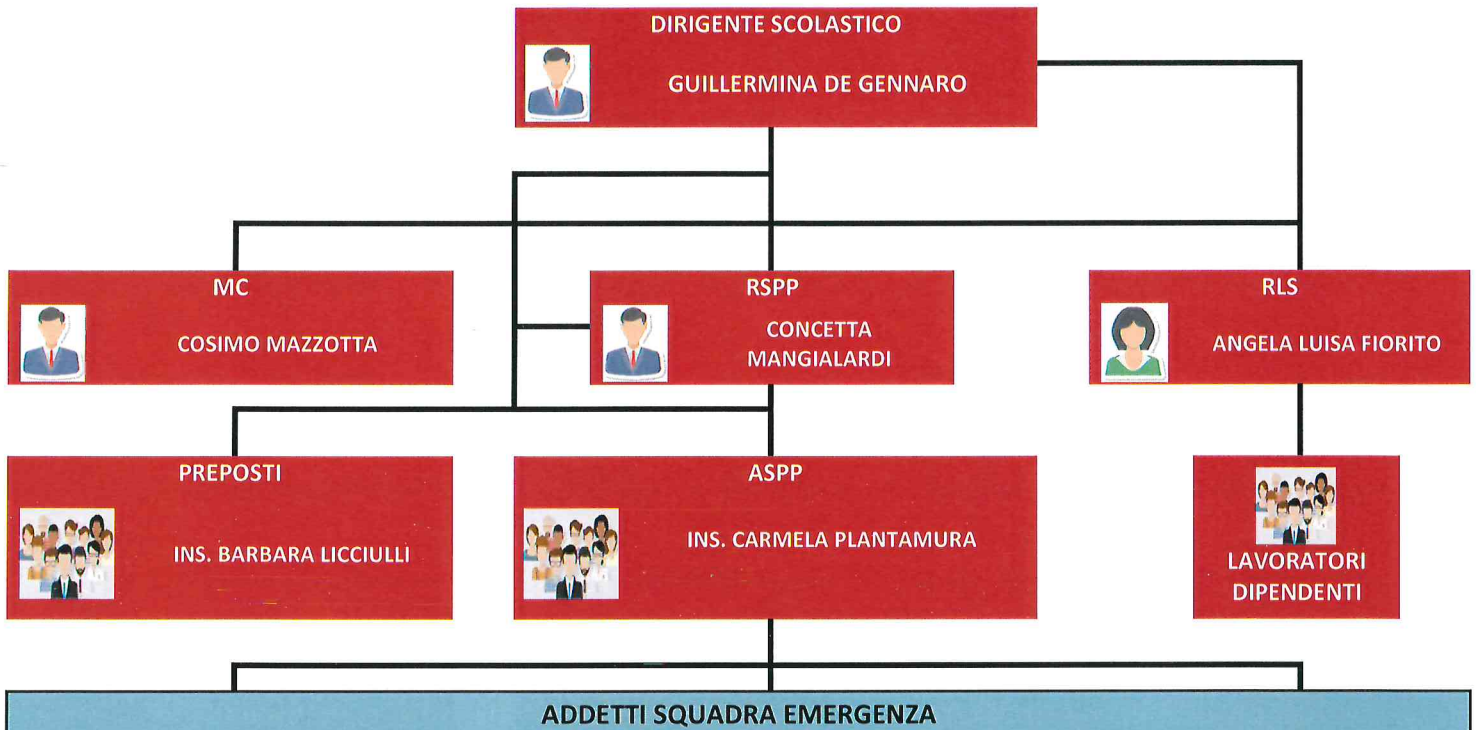 DIRIGENTE SCOLASTICO
GUILLERMINA DE GENNARO
MC
COSIMO MAZZOTTA
RSPP
CONCETTA
MANGIALARDI
RLS
ANGELA LUISA FIORITO
PREPOSTI
INS. BARBARA LICCIULLI
ASPP
INS. CARMELA PLANTAMURA
LAVORATORI
DIPENDENTI
ADDETTI SQUADRA EMERGENZA